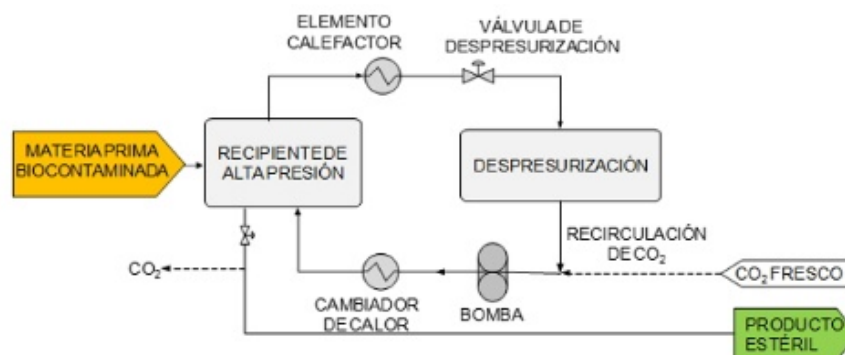 ELEMENTO
CALEFACTOR
VÁLVULA DE
DESPRESURIZACIÓN
MATERIA PRIMA
BIOCONTAMINADA
RECIPIENTE DE
ALTA PRESIÓN
DESPRESURIZACIÓN
RECIRCULACIÓN
DE CO₂
CO₂
CO₂ FRESCO
CAMBIADOR
DE CALOR
BOMBA
PRODUCTO
ESTÉRIL